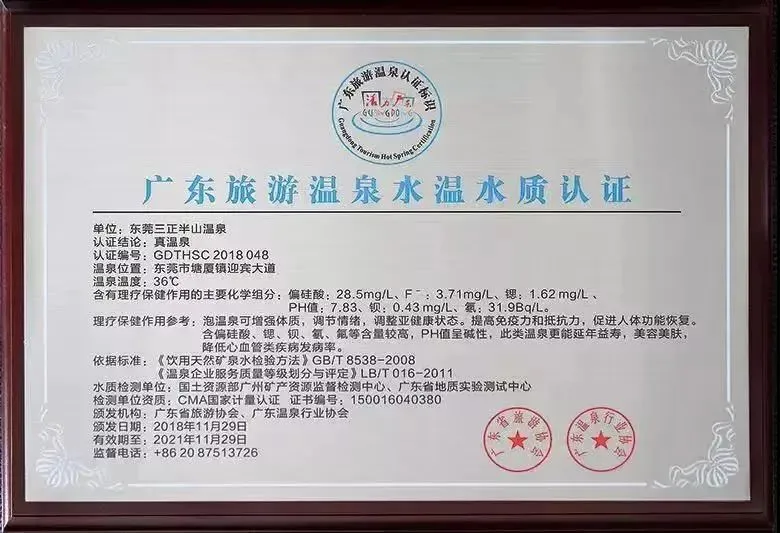 广东旅游温泉认证标识
活力广东
GUANGDONG
Guangdong Tourism Hot Spring Certification
广东旅游温泉水温水质认证
单位：东莞三正半山温泉
认证结论：真温泉
认证编号：GDTHSC 2018 048
温泉位置：东莞市塘厦镇迎宾大道
温泉温度：36℃
含有理疗保健作用的主要化学组分：偏硅酸：28.5mg/L、F⁻：3.71mg/L、锶：1.62 mg/L 、
PH值：7.83、钡：0.43 mg/L、氡：31.9Bq/L。
理疗保健作用参考：泡温泉可增强体质，调节情绪，调整亚健康状态。提高免疫力和抵抗力，促进人体功能恢复。
含偏硅酸、锶、钡、氡、氟等含量较高，PH值呈碱性，此类温泉更能延年益寿，美容美肤，
降低心血管类疾病发病率。
依据标准：《饮用天然矿泉水检验方法》GB/T 8538-2008
《温泉企业服务质量等级划分与评定》LB/T 016-2011
水质检测单位：国土资源部广州矿产资源监督检测中心、广东省地质实验测试中心
检测单位资质：CMA国家计量认证 证书编号：150016040380
颁发机构：广东省旅游协会、广东温泉行业协会
颁发日期：2018年11月29日
有效期至：2021年11月29日
监督电话：+86 20 87513726
广东省旅游协会
广东温泉行业协会